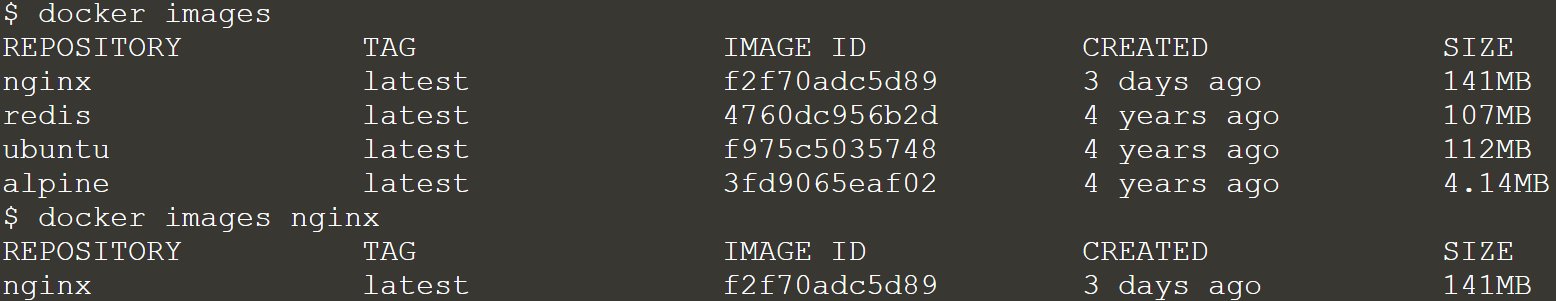 $ docker images
REPOSITORY TAG IMAGE ID CREATED SIZE
nginx latest f2f70adc5d89 3 days ago 141MB
redis latest 4760dc956b2d 4 years ago 107MB
ubuntu latest f975c5035748 4 years ago 112MB
alpine latest 3fd9065eaf02 4 years ago 4.14MB
$ docker images nginx
REPOSITORY TAG IMAGE ID CREATED SIZE
nginx latest f2f70adc5d89 3 days ago 141MB